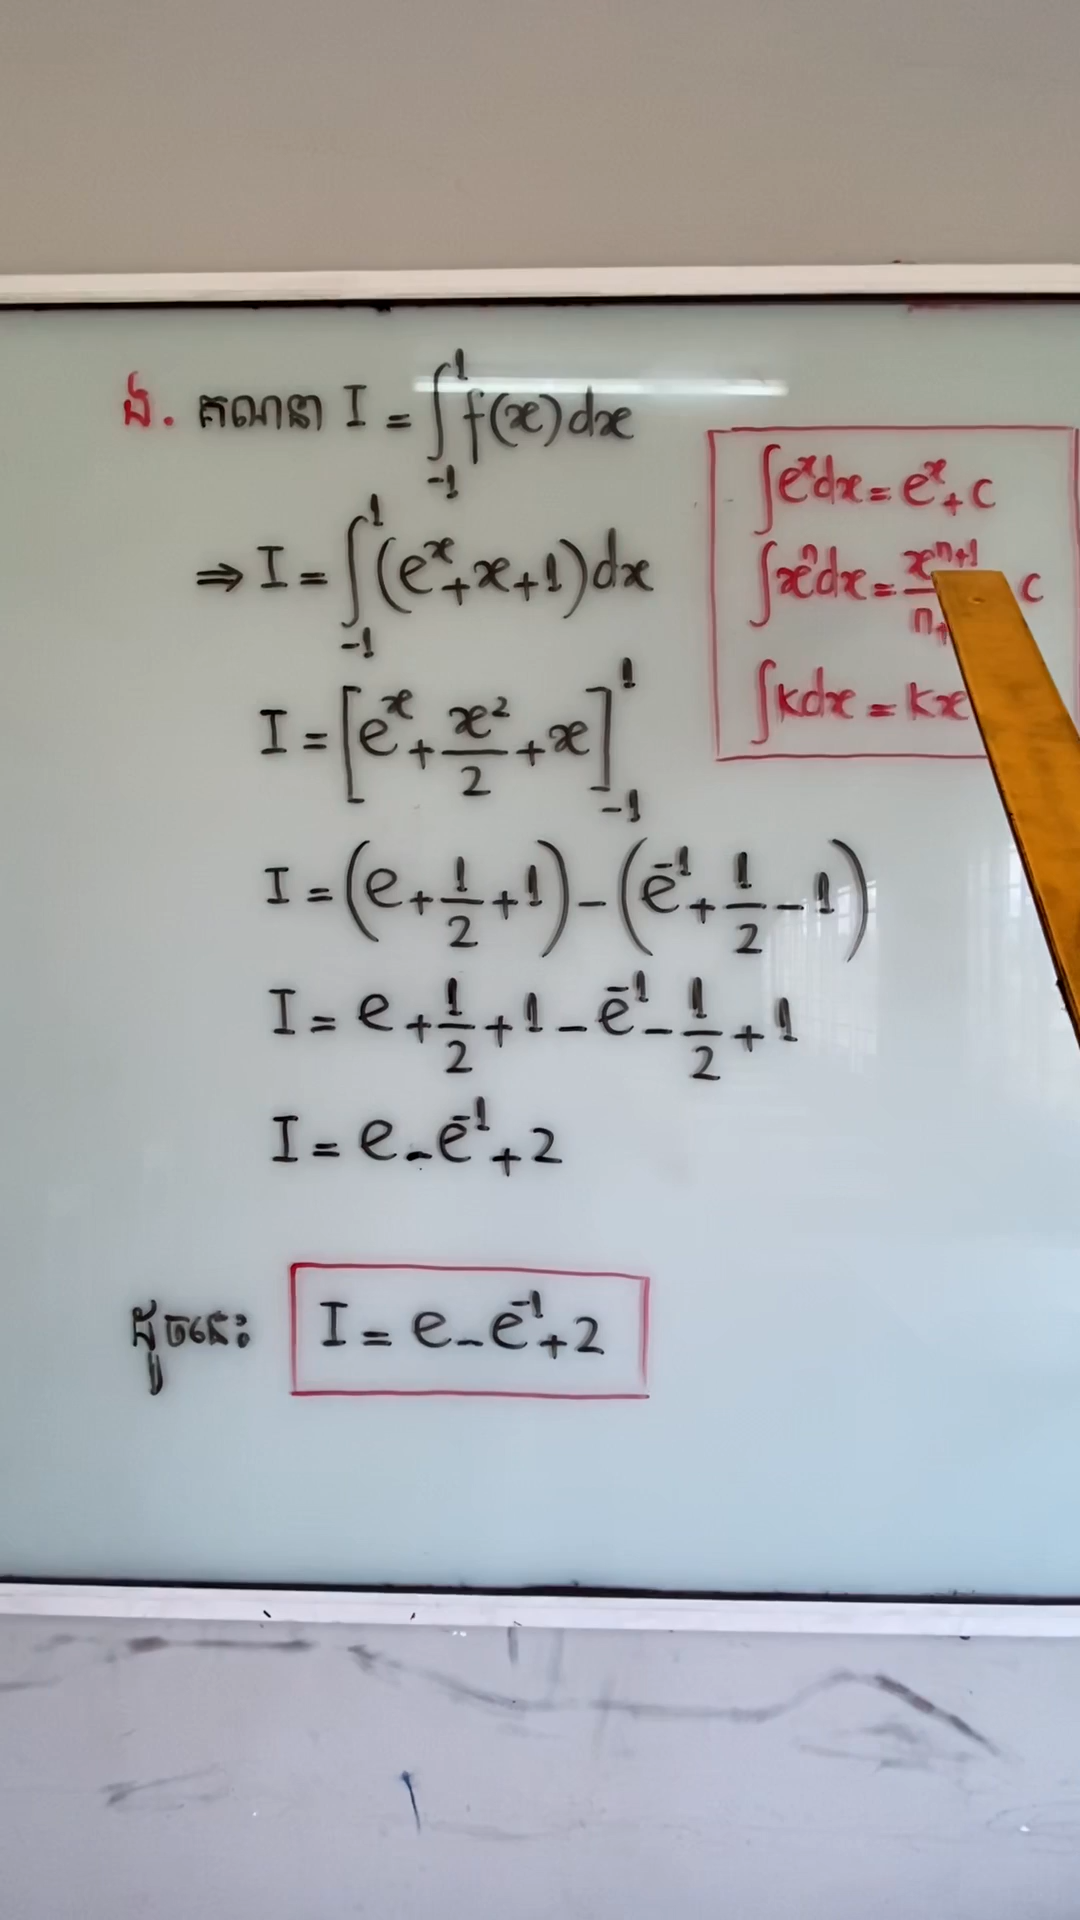 ង. គណនា I = ∫₋₁¹ f(x) dx
⇒ I = ∫₋₁¹ (eˣ + x + 1) dx
I = [eˣ + x²/2 + x]₋₁¹
I = (e + 1/2 + 1) - (e⁻¹ + 1/2 - 1)
I = e + 1/2 + 1 - e⁻¹ - 1/2 + 1
I = e - e⁻¹ + 2
ដូចនេះ I = e - e⁻¹ + 2
∫eˣdx = eˣ + c
∫xⁿdx = xⁿ⁺¹/n+ c
∫kdx = kx